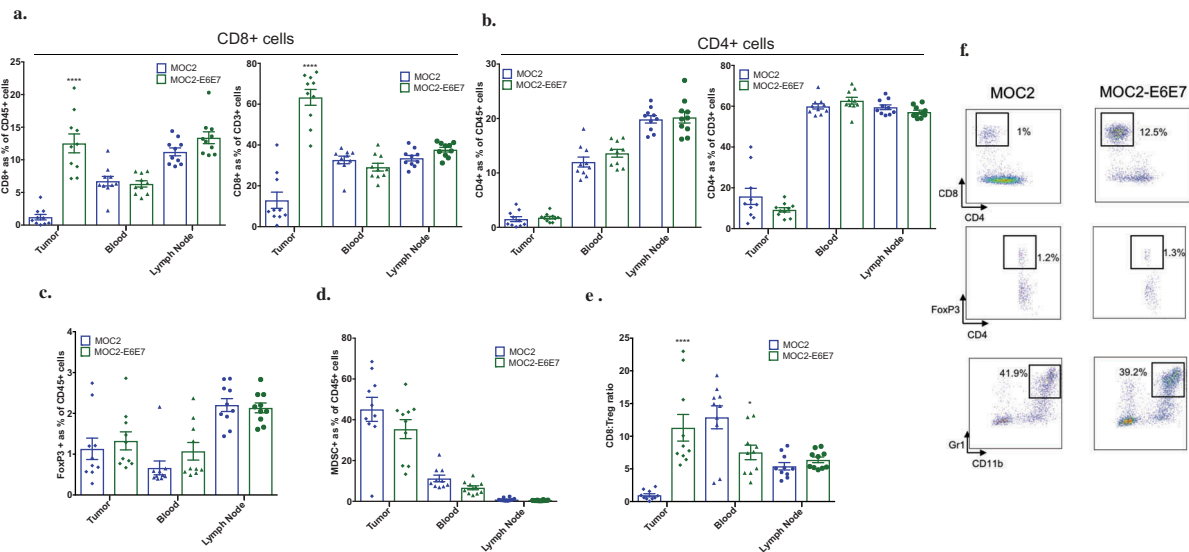 a.
CD8+ cells
CD8+ as % of CD45+ cells
25
20
15
10
5
0
****
MOC2
MOC2-E6E7
Tumor
Blood
Lymph Node
CD8+ as % of CD3+ cells
80
60
40
20
0
****
MOC2
MOC2-E6E7
Tumor
Blood
Lymph Node
b.
CD4+ cells
CD4+ as % of CD45+ cells
30
20
10
0
MOC2
MOC2-E6E7
Tumor
Blood
Lymph Node
CD4+ as % of CD3+ cells
80
60
40
20
0
MOC2
MOC2-E6E7
Tumor
Blood
Lymph Node
c.
FoxP3 + as % of CD45+ cells
4
3
2
1
0
MOC2
MOC2-E6E7
Tumor
Blood
Lymph Node
d.
MDSC+ as % of CD45+ cells
80
60
40
20
0
MOC2
MOC2-E6E7
Tumor
Blood
Lymph Node
e .
CD8:Treg ratio
25
20
15
10
5
0
****
*
MOC2
MOC2-E6E7
Tumor
Blood
Lymph Node
f.
MOC2
MOC2-E6E7
1%
12.5%
CD8
CD4
1.2%
1.3%
FoxP3
CD4
41.9%
39.2%
Gr1
CD11b